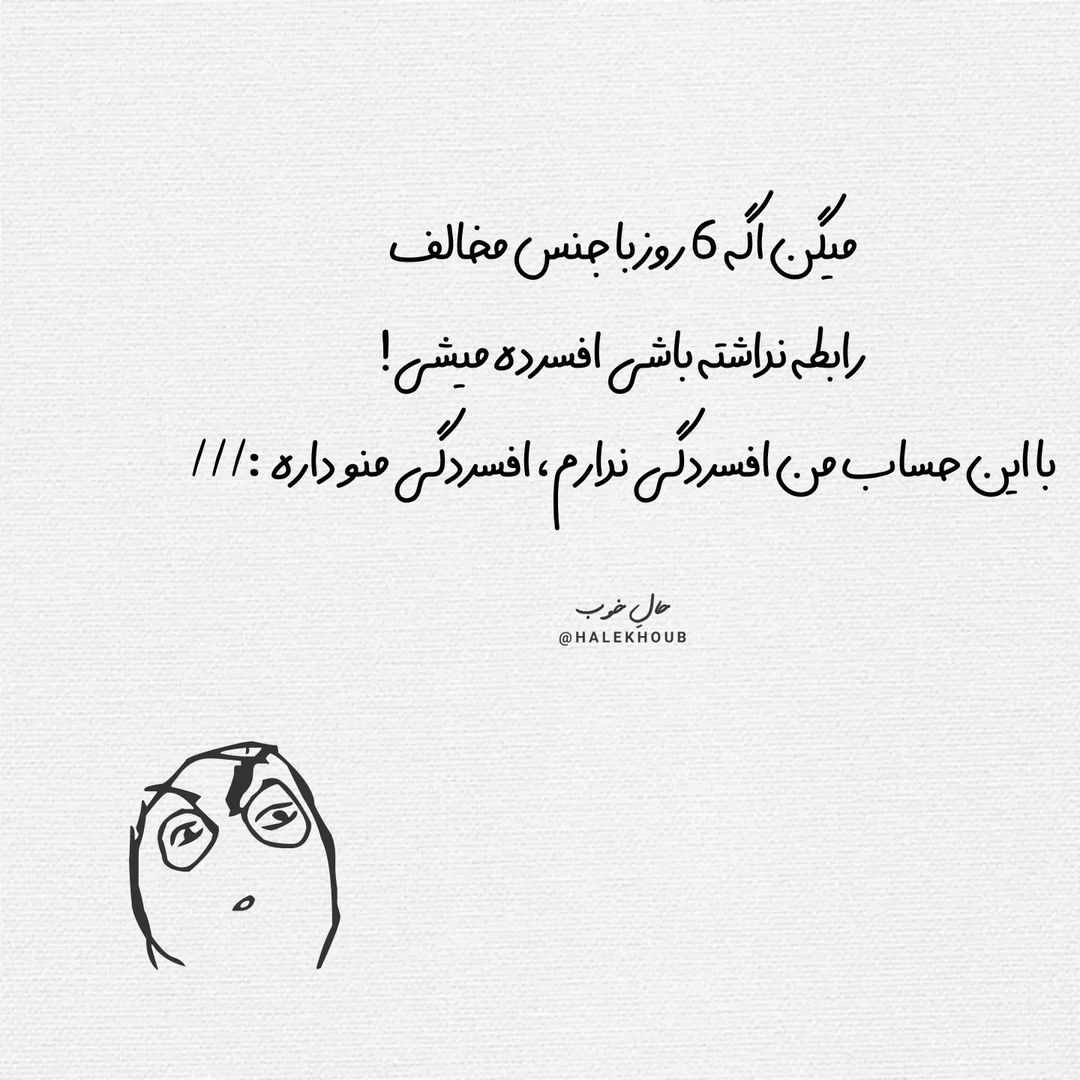 میگن اگه 6 روز با جنس مخالف
رابطه نداشته باشی افسرده میشی!
با این حساب من افسردگی ندارم، افسردگی منو داره :///
حالِ خوب
@HALEKHOUB